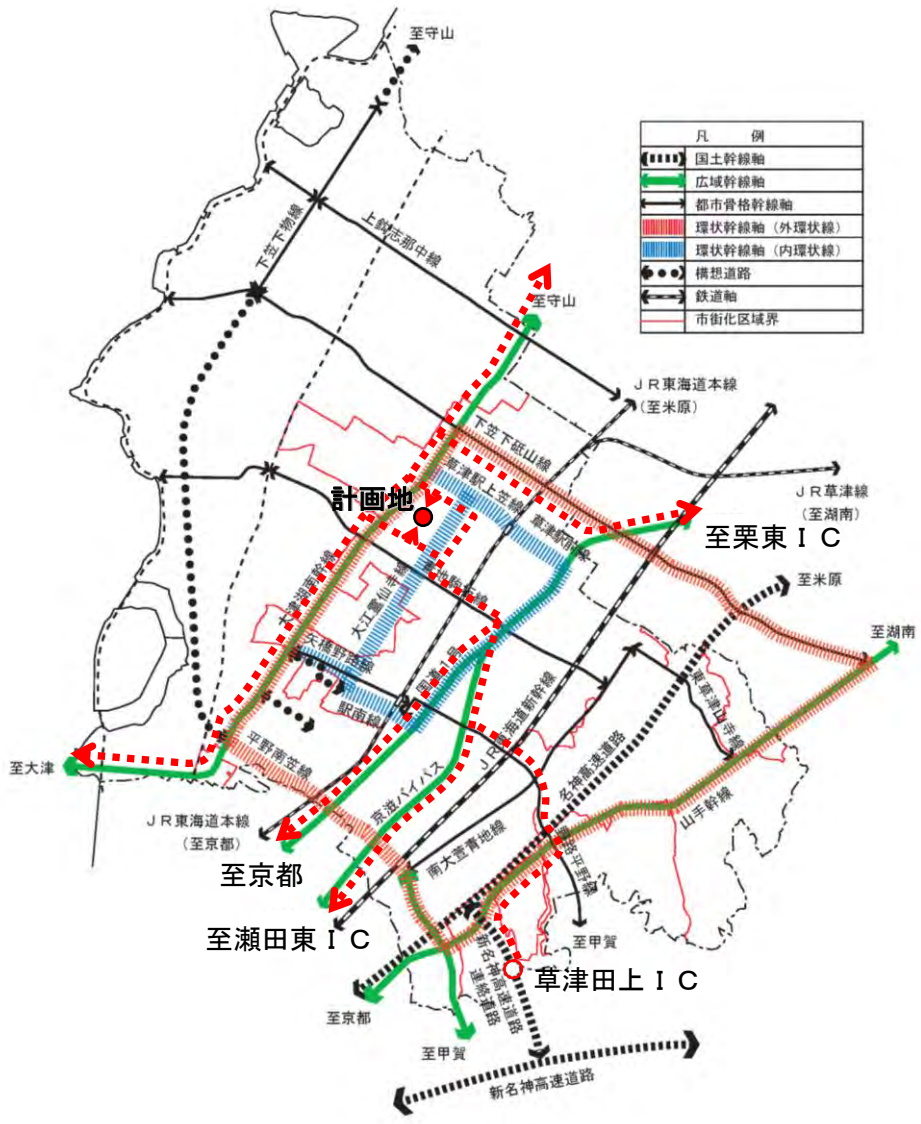 至守山
凡 例
国土幹線軸
広域幹線軸
都市骨格幹線軸
環状幹線軸（外環状線）
環状幹線軸（内環状線）
構想道路
鉄道軸
市街化区域界
下笠下物線
上鈎志那中線
至守山
ＪＲ東海道本線
（至米原）
下笠下砥山線
草津駅上笠線
草津駅前線
ＪＲ草津線
（至湖南）
計画地
至栗東ＩＣ
至米原
大津湖南幹線
大江霊仙寺線
至湖南
矢橋野路線
国道１号
駅南線
ＪＲ東海道新幹線
東草津山寺線
名神高速道路
平野南笠線
至大津
京滋バイパス
山手幹線
ＪＲ東海道本線
（至京都）
南大萱青地線
至京都
至瀬田東ＩＣ
至甲賀
新名神高速道路
連絡道路
草津田上ＩＣ
至京都
至甲賀
新名神高速道路